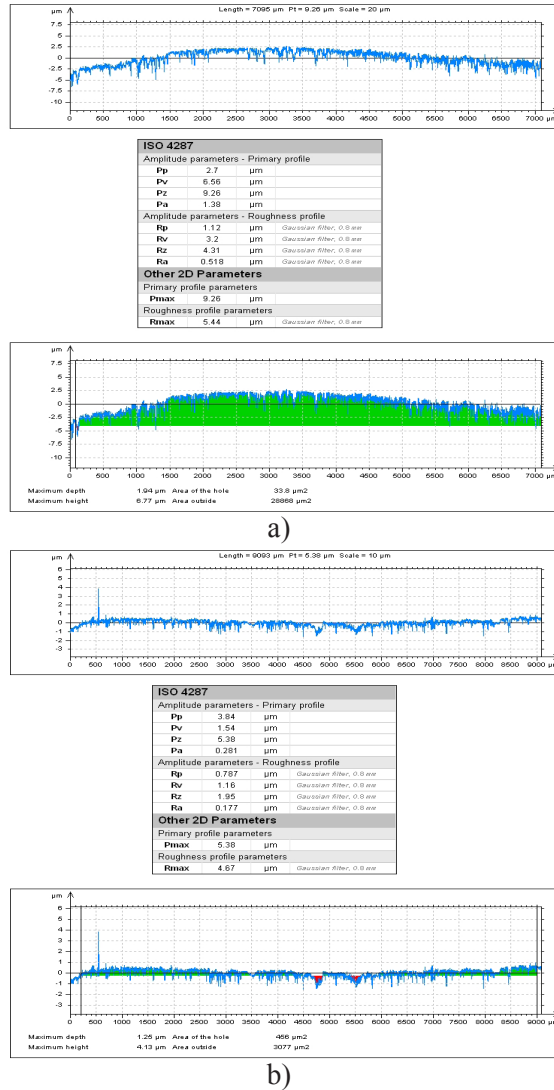 Length = 7095 µm Pt = 9.26 µm Scale = 20 µm
µm
7.5
5
2.5
0
-2.5
-5
-7.5
-10
0 500 1000 1500 2000 2500 3000 3500 4000 4500 5000 5500 6000 6500 7000 µm
ISO 4287
Amplitude parameters - Primary profile
Pp 2.7 µm
Pv 6.56 µm
Pz 9.26 µm
Pa 1.38 µm
Amplitude parameters - Roughness profile
Rp 1.12 µm Gaussian filter, 0.8 мм
Rv 3.2 µm Gaussian filter, 0.8 мм
Rz 4.31 µm Gaussian filter, 0.8 мм
Ra 0.518 µm Gaussian filter, 0.8 мм
Other 2D Parameters
Primary profile parameters
Pmax 9.26 µm
Roughness profile parameters
Rmax 5.44 µm Gaussian filter, 0.8 мм
µm
7.5
5
2.5
0
-2.5
-5
-7.5
-10
0 500 1000 1500 2000 2500 3000 3500 4000 4500 5000 5500 6000 6500 7000 µm
Maximum depth 1.94 µm Area of the hole 33.8 µm2
Maximum height 6.77 µm Area outside 28868 µm2
a)
Length = 9093 µm Pt = 5.38 µm Scale = 10 µm
µm
6
5
4
3
2
1
0
-1
-2
-3
0 500 1000 1500 2000 2500 3000 3500 4000 4500 5000 5500 6000 6500 7000 7500 8000 8500 9000 µm
ISO 4287
Amplitude parameters - Primary profile
Pp 3.84 µm
Pv 1.54 µm
Pz 5.38 µm
Pa 0.281 µm
Amplitude parameters - Roughness profile
Rp 0.787 µm Gaussian filter, 0.8 мм
Rv 1.16 µm Gaussian filter, 0.8 мм
Rz 1.95 µm Gaussian filter, 0.8 мм
Ra 0.177 µm Gaussian filter, 0.8 мм
Other 2D Parameters
Primary profile parameters
Pmax 5.38 µm
Roughness profile parameters
Rmax 4.67 µm Gaussian filter, 0.8 мм
µm
6
5
4
3
2
1
0
-1
-2
-3
0 500 1000 1500 2000 2500 3000 3500 4000 4500 5000 5500 6000 6500 7000 7500 8000 8500 9000 µm
Maximum depth 1.25 µm Area of the hole 466 µm2
Maximum height 4.13 µm Area outside 3077 µm2
b)